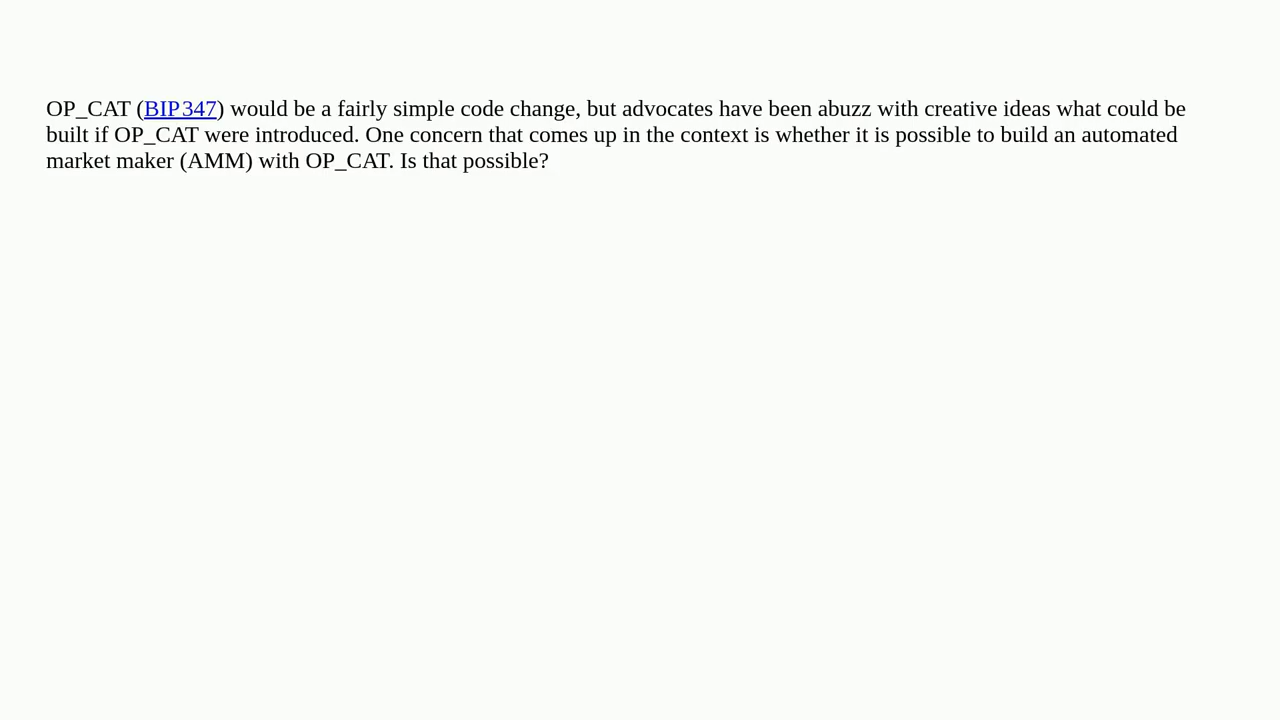 OP_CAT (BIP 347) would be a fairly simple code change, but advocates have been abuzz with creative ideas what could be
built if OP_CAT were introduced. One concern that comes up in the context is whether it is possible to build an automated
market maker (AMM) with OP_CAT. Is that possible?